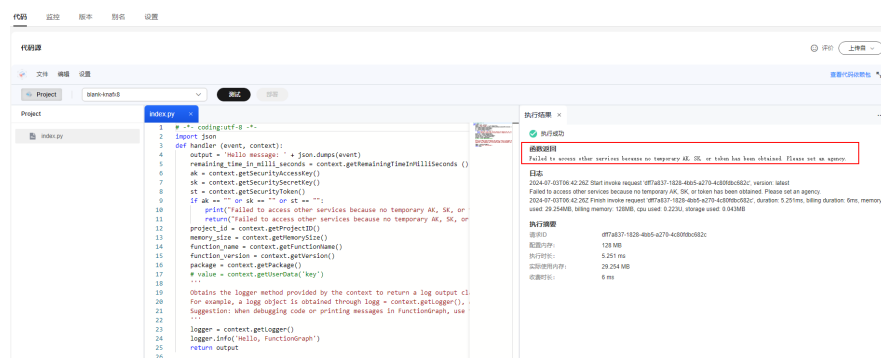 代码 监控 版本 别名 设置
代码源
评价 上传自
文件 编辑 设置
Project blank-knafx8 测试 部署
Project
index.py
index.py ×
1 # -*- coding:utf-8 -*-
2 import json
3 def handler (event, context):
4 output = 'Hello message: ' + json.dumps(event)
5 remaining_time_in_milli_seconds = context.getRemainingTimeInMilliSeconds ()
6 ak = context.getSecurityAccessKey()
7 sk = context.getSecuritySecretKey()
8 st = context.getSecurityToken()
9 if ak == "" or sk == "" or st == "":
10 print("Failed to access other services because no temporary AK, SK, or
11 return("Failed to access other services because no temporary AK, SK, or
12 project_id = context.getProjectID()
13 memory_size = context.getMemorySize()
14 function_name = context.getFunctionName()
15 function_version = context.getVersion()
16 package = context.getPackage()
17 # value = context.getUserData('key')
18 '''
19 Obtains the logger method provided by the context to return a log output cl
20 For example, a logg object is obtained through logg = context.getLogger(),
21 Suggestion: When debugging code or printing messages in FunctionGraph, use
22 '''
23 logger = context.getLogger()
24 logger.info('Hello, FunctionGraph')
25 return output
26
执行结果 ×
执行成功
函数返回
Failed to access other services because no temporary AK, SK, or token has been obtained. Please set an agency.
日志
2024-07-03T06:42:26Z Start invoke request 'dff7a837-1828-4bb5-a270-4c80fdbc682c', version: latest
Failed to access other services because no temporary AK, SK, or token has been obtained. Please set an agency.
2024-07-03T06:42:26Z Finish invoke request 'dff7a837-1828-4bb5-a270-4c80fdbc682c', duration: 5.251ms, billing duration: 6ms, memory
used: 29.254MB, billing memory: 128MB, cpu used: 0.223U, storage used: 0.043MB
执行摘要
请求ID dff7a837-1828-4bb5-a270-4c80fdbc682c
配置内存: 128 MB
执行时长: 5.251 ms
实际使用内存: 29.254 MB
收费时长: 6 ms